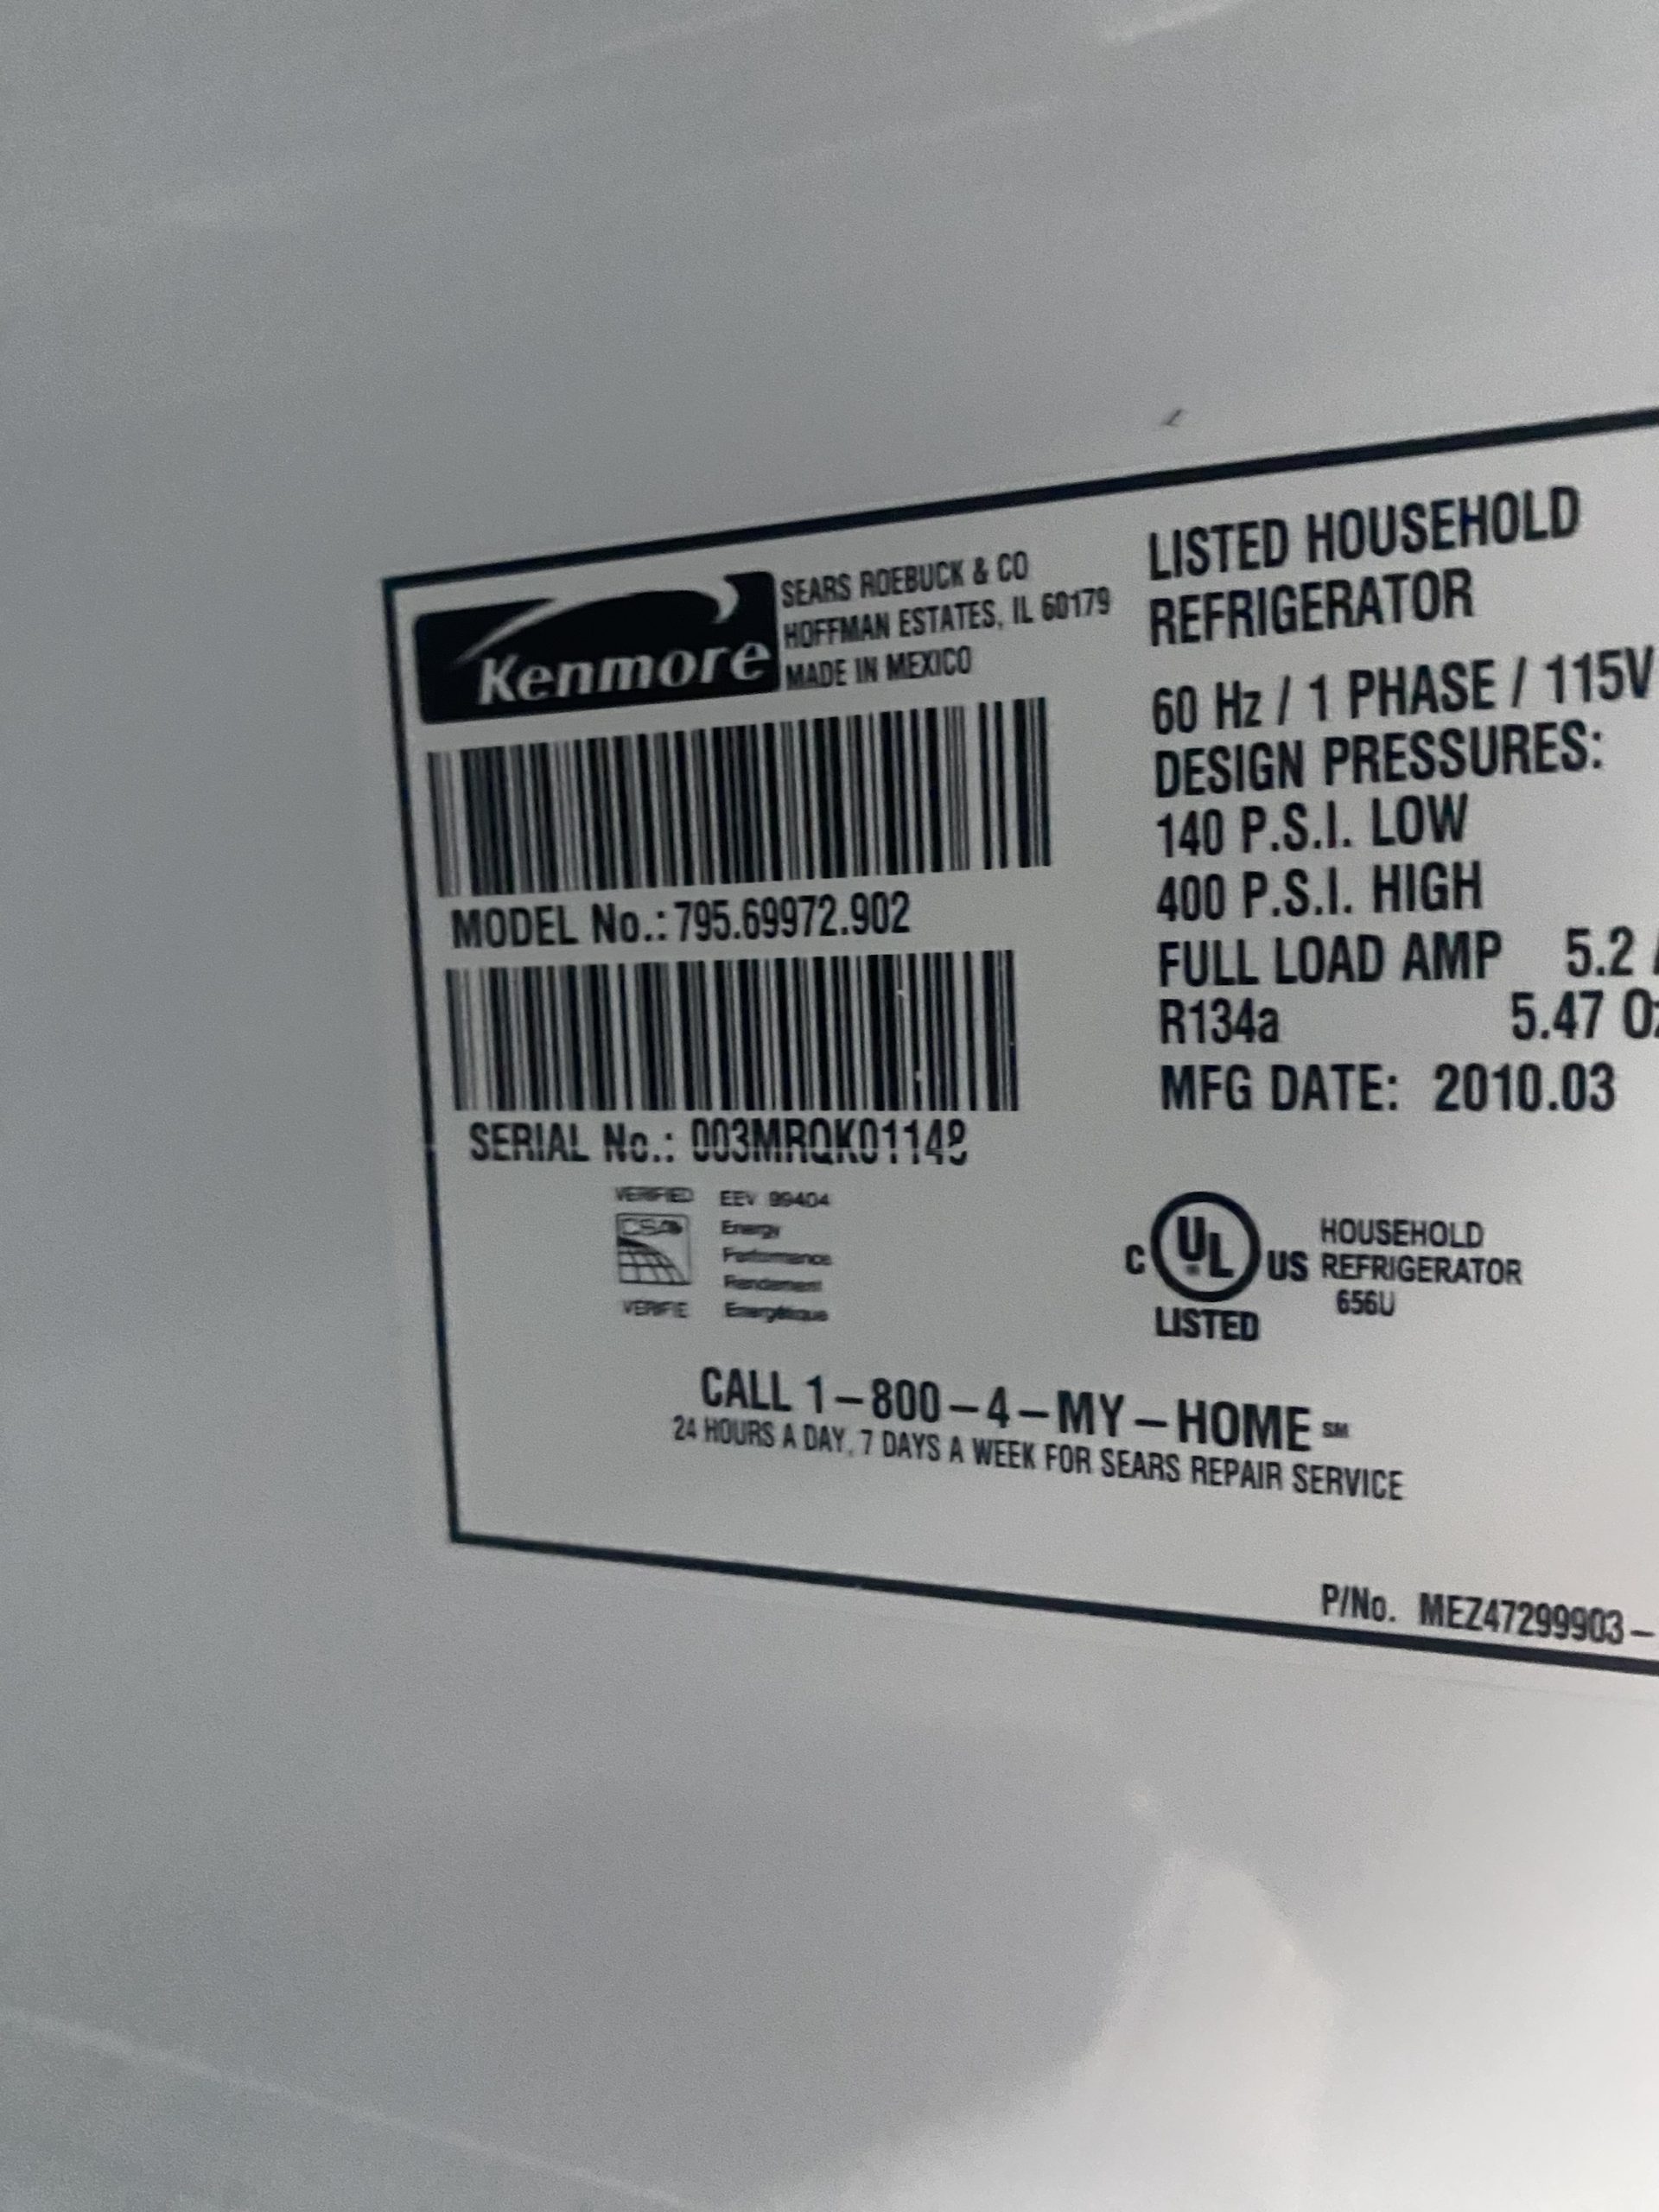 Kenmore
SEARS ROEBUCK & CO
HOFFMAN ESTATES, IL 60179
MADE IN MEXICO
MODEL No.: 795.69972.902
SERIAL No.:
VERIFIED
CSA
VERIFIE
EEV 99404
Energy
Performance
Rendement
Energétique
LISTED HOUSEHOLD
REFRIGERATOR
60 Hz / 1 PHASE / 115V
DESIGN PRESSURES:
140 P.S.I. LOW
400 P.S.I. HIGH
FULL LOAD AMP 5.2
R134a 5.47
MFG DATE: 2010.03
C UL US
LISTED
HOUSEHOLD
REFRIGERATOR
656U
CALL 1-800-4-MY-HOME SM
24 HOURS A DAY, 7 DAYS A WEEK FOR SEARS REPAIR SERVICE
P/No. MEZ47299903-